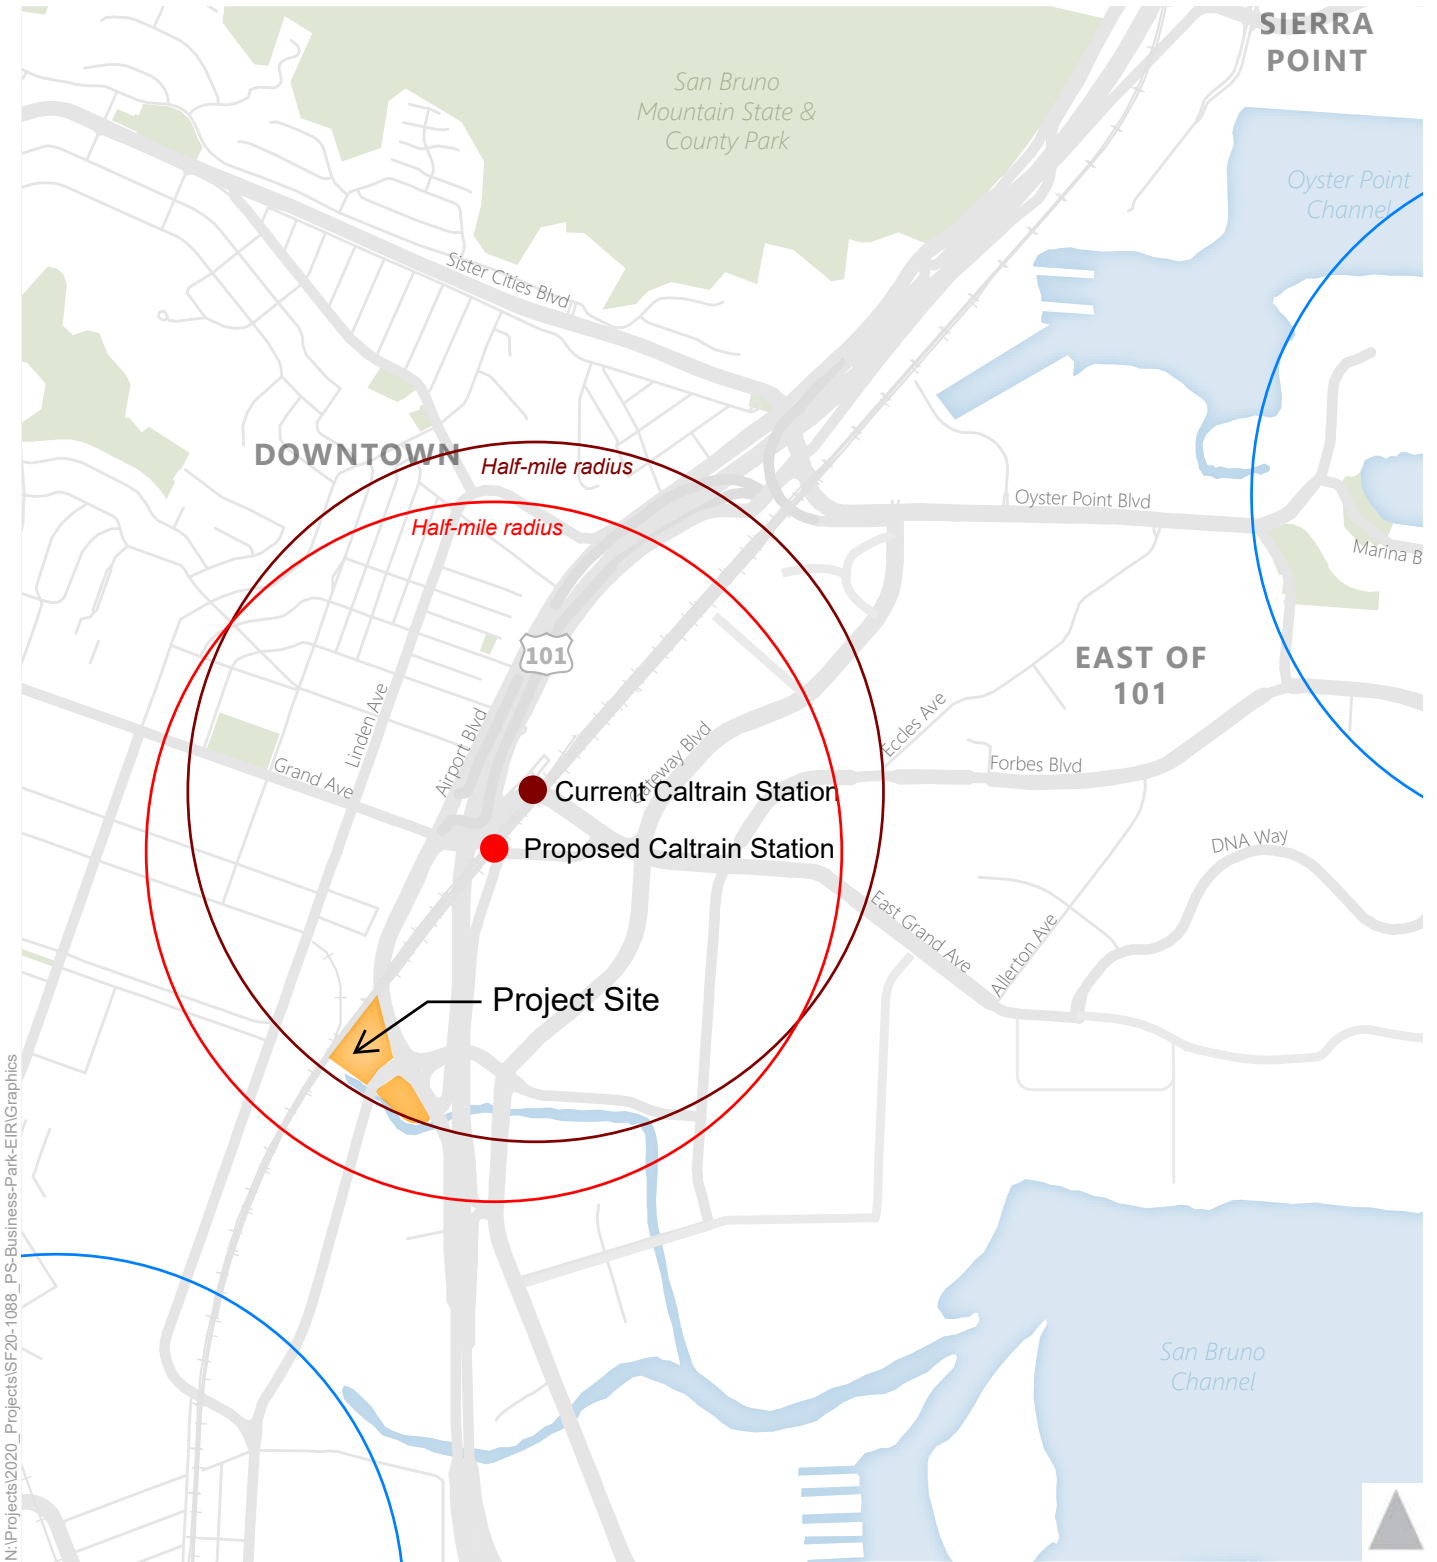 SIERRA
POINT
San Bruno
Mountain State &
County Park
Oyster Point
Channel
Sister Cities Blvd
DOWNTOWN
Half-mile radius
Half-mile radius
Oyster Point Blvd
Marina B
101
EAST OF
101
Linden Ave
Airport Blvd
Gateway Blvd
Eccles Ave
Grand Ave
Forbes Blvd
Current Caltrain Station
Proposed Caltrain Station
DNA Way
East Grand Ave
Allerton Ave
Project Site
San Bruno
Channel
N:\Projects\2020_Projects\SF20-1088_PS-Business-Park-EIR\Graphics